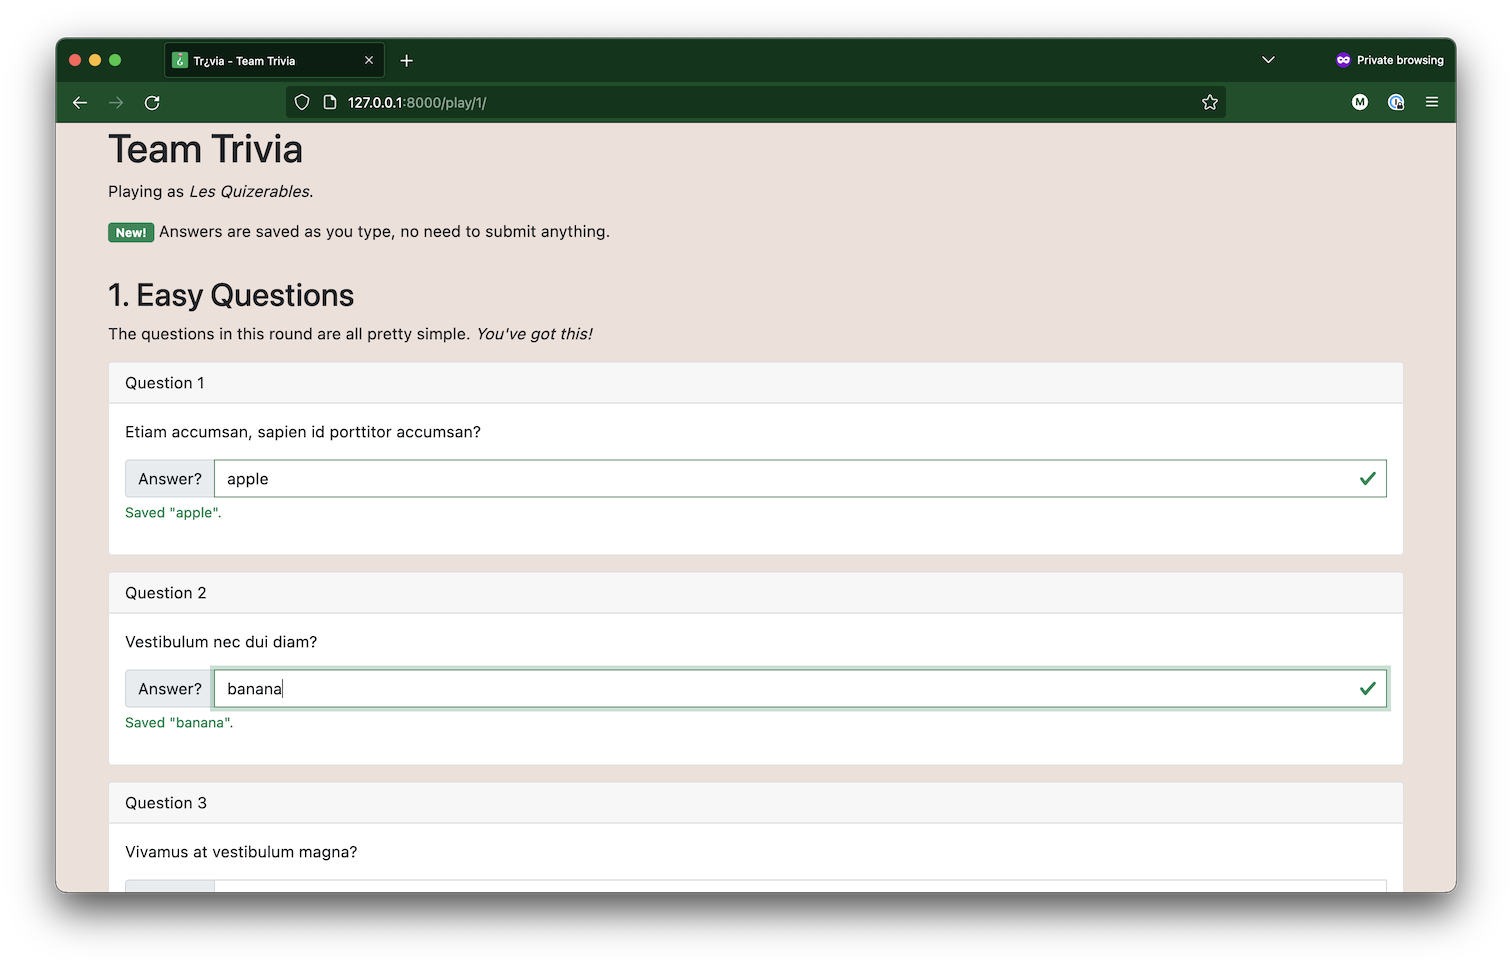 Tr¿via - Team Trivia
Private browsing
127.0.0.1:8000/play/1/
M
Team Trivia
Playing as Les Quizerables.
New! Answers are saved as you type, no need to submit anything.
1. Easy Questions
The questions in this round are all pretty simple. You've got this!
Question 1
Etiam accumsan, sapien id porttitor accumsan?
Answer? apple
Saved "apple".
Question 2
Vestibulum nec dui diam?
Answer? banana
Saved "banana".
Question 3
Vivamus at vestibulum magna?